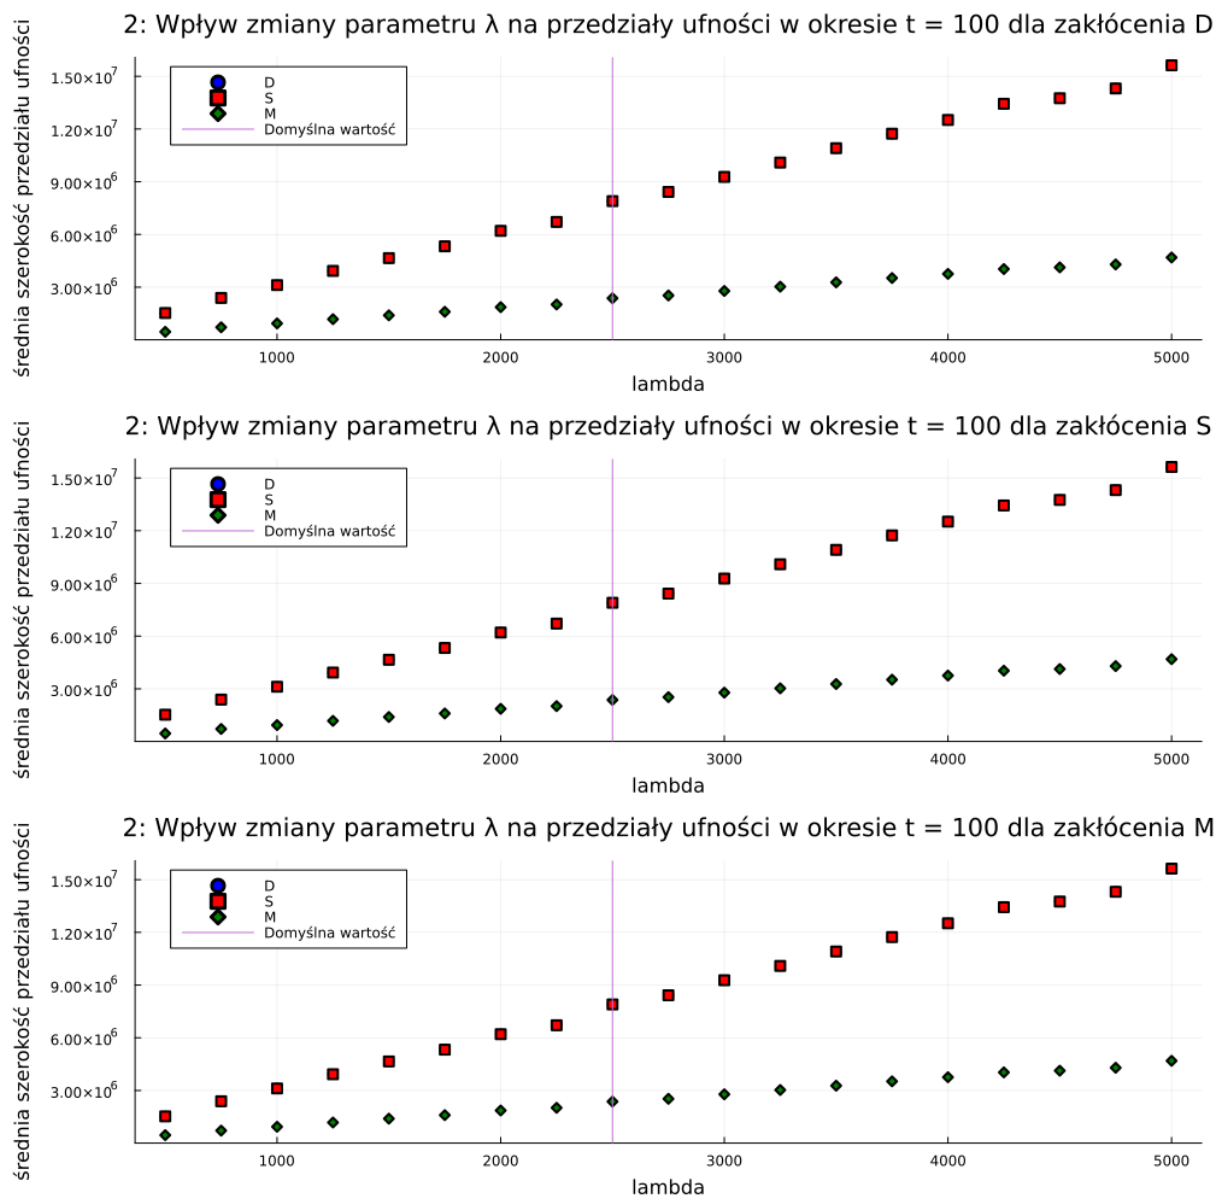 2: Wpływ zmiany parametru λ na przedziały ufności w okresie t = 100 dla zakłócenia D
średnia szerokość przedziału ufności
1.50×10⁷
1.20×10⁷
9.00×10⁶
6.00×10⁶
3.00×10⁶
D
S
M
Domyślna wartość
1000 2000 3000 4000 5000
lambda
2: Wpływ zmiany parametru λ na przedziały ufności w okresie t = 100 dla zakłócenia S
średnia szerokość przedziału ufności
1.50×10⁷
1.20×10⁷
9.00×10⁶
6.00×10⁶
3.00×10⁶
D
S
M
Domyślna wartość
1000 2000 3000 4000 5000
lambda
2: Wpływ zmiany parametru λ na przedziały ufności w okresie t = 100 dla zakłócenia M
średnia szerokość przedziału ufności
1.50×10⁷
1.20×10⁷
9.00×10⁶
6.00×10⁶
3.00×10⁶
D
S
M
Domyślna wartość
1000 2000 3000 4000 5000
lambda